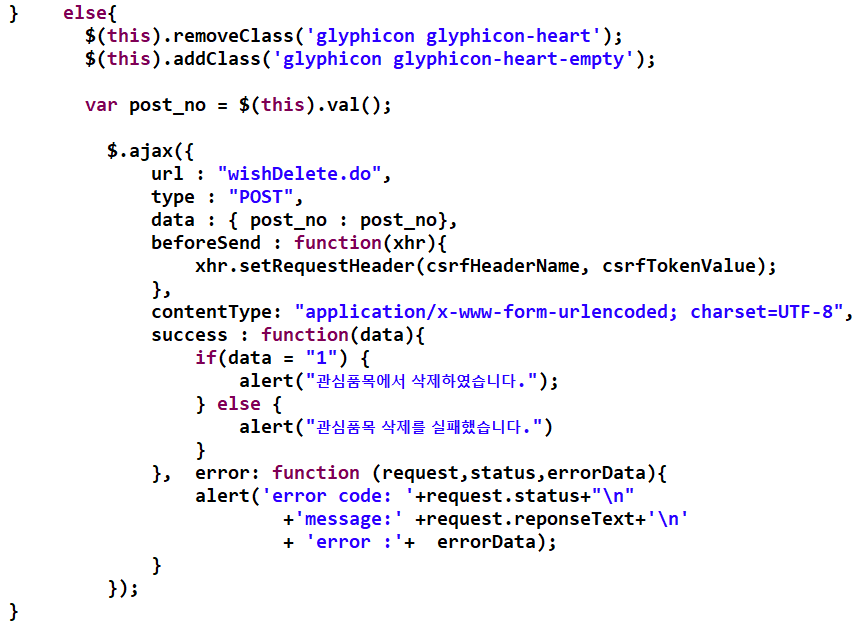 }    else{
$(this).removeClass('glyphicon glyphicon-heart');
$(this).addClass('glyphicon glyphicon-heart-empty');
var post_no = $(this).val();
$.ajax({
url : "wishDelete.do",
type : "POST",
data : { post_no : post_no},
beforeSend : function(xhr){
xhr.setRequestHeader(csrfHeaderName, csrfTokenValue);
},
contentType: "application/x-www-form-urlencoded; charset=UTF-8",
success : function(data){
if(data = "1") {
alert("관심품목에서 삭제하였습니다.");
} else {
alert("관심품목 삭제를 실패했습니다.")
}
},  error: function (request,status,errorData){
alert('error code: '+request.status+"\n"
+'message:' +request.reponseText+'\n'
+ 'error :'+  errorData);
}
});
}